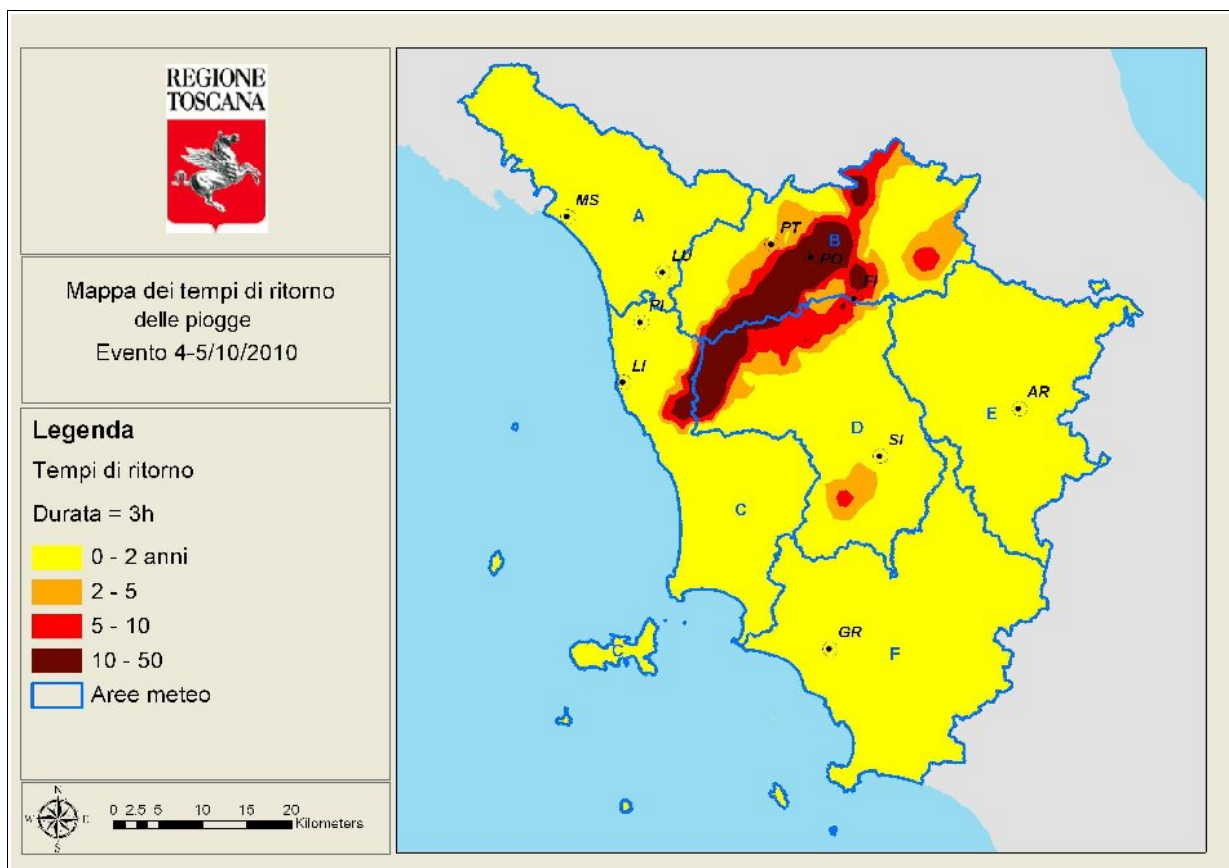 REGIONE
TOSCANA
Mappa dei tempi di ritorno
delle piogge
Evento 4-5/10/2010
Legenda
Tempi di ritorno
Durata = 3h
0 - 2 anni
2 - 5
5 - 10
10 - 50
Aree meteo
N
W E
S
0 2.5 5 10 15 20
Kilometers
MS
A
LU
PT
B
PO
FI
PI
LI
AR
E
D
SI
C
C
GR
F